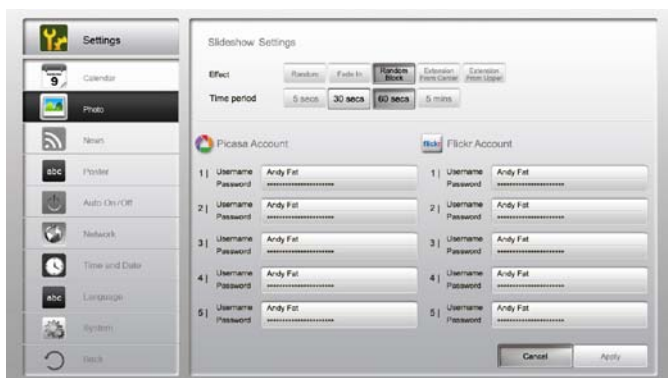 Settings
9
Calendar
Photo
News
abc Poster
Auto On/Off
Network
Time and Date
abc Language
System
Back
Slideshow Settings
Effect Random Fade In Random Block Extension From Center Extension From Upper
Time period 5 secs 30 secs 60 secs 5 mins
Picasa Account
1| Username Andy Fat
Password
2| Username Andy Fat
Password
3| Username Andy Fat
Password
4| Username Andy Fat
Password
5| Username Andy Fat
Password
flickr Flickr Account
1| Username Andy Fat
Password
2| Username Andy Fat
Password
3| Username Andy Fat
Password
4| Username Andy Fat
Password
5| Username Andy Fat
Password
Cancel Apply